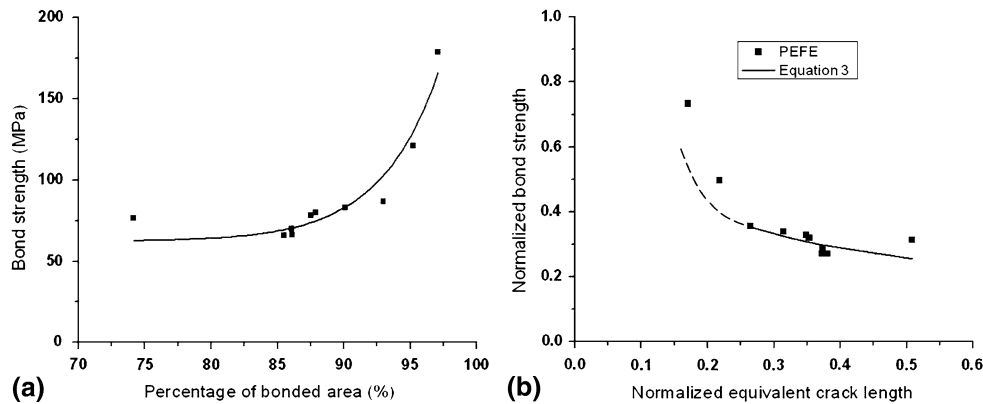 200
150
100
50
0
Bond strength (MPa)
70 75 80 85 90 95 100
Percentage of bonded area (%)
(a)
1.0
0.8
0.6
0.4
0.2
0.0
Normalized bond strength
PEFE
Equation 3
0.0 0.1 0.2 0.3 0.4 0.5 0.6
Normalized equivalent crack length
(b)